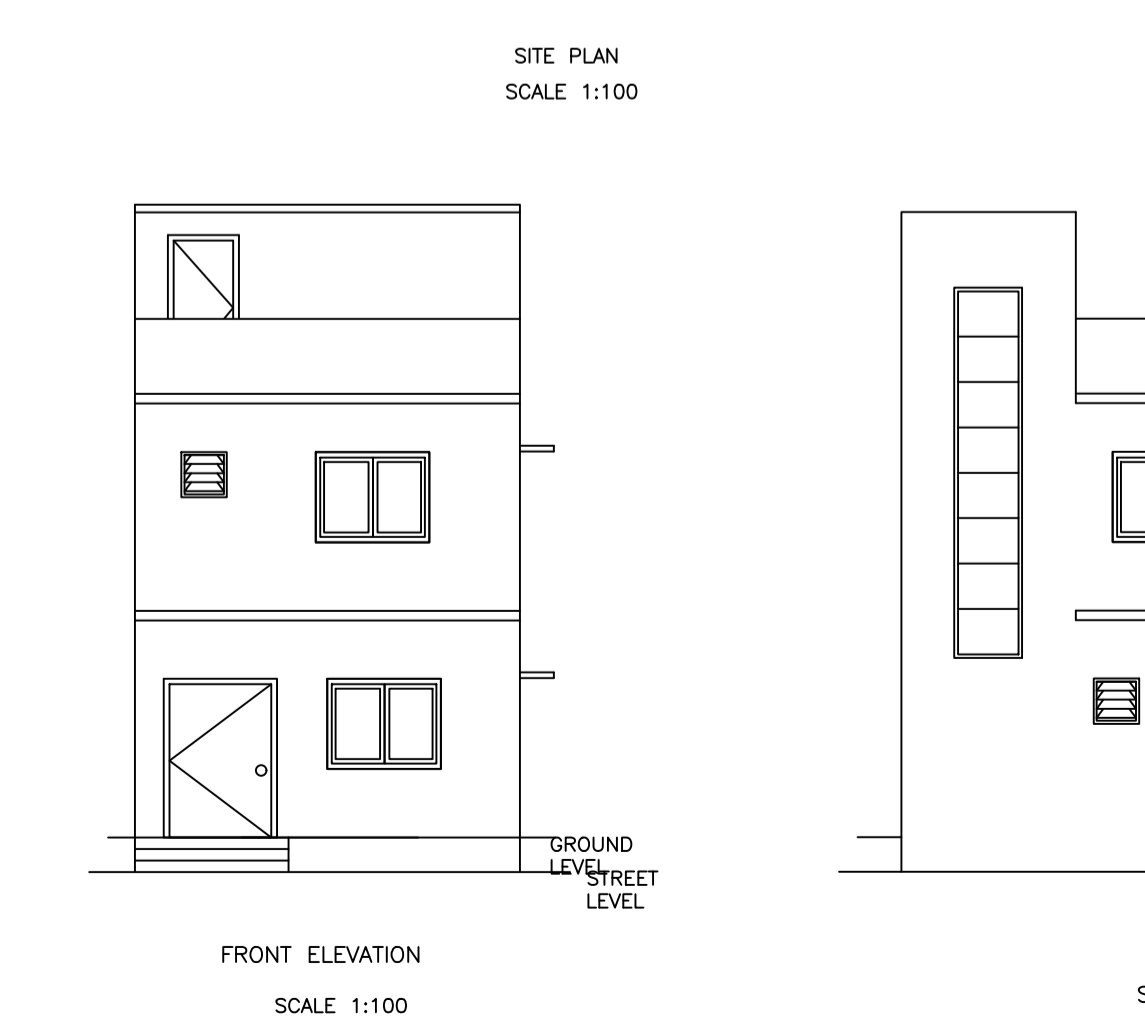 SITE PLAN
SCALE 1:100
GROUND
LEVEL
STREET
LEVEL
FRONT ELEVATION
SCALE 1:100
S